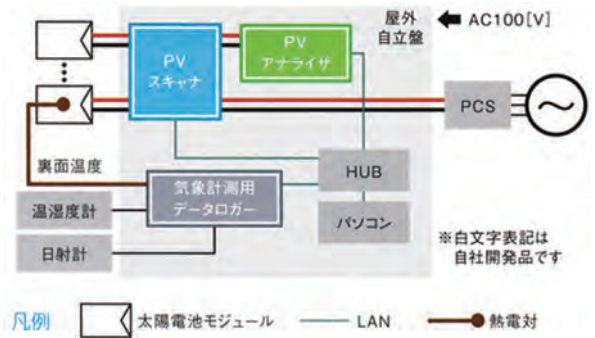 屋外
自立盤
AC100[V]
PV
スキャナ
PV
アナライザ
PCS
裏面温度
HUB
気象計測用
データロガー
温湿度計
パソコン
日射計
※白文字表記は
自社開発品です
凡例
太陽電池モジュール
LAN
熱電対